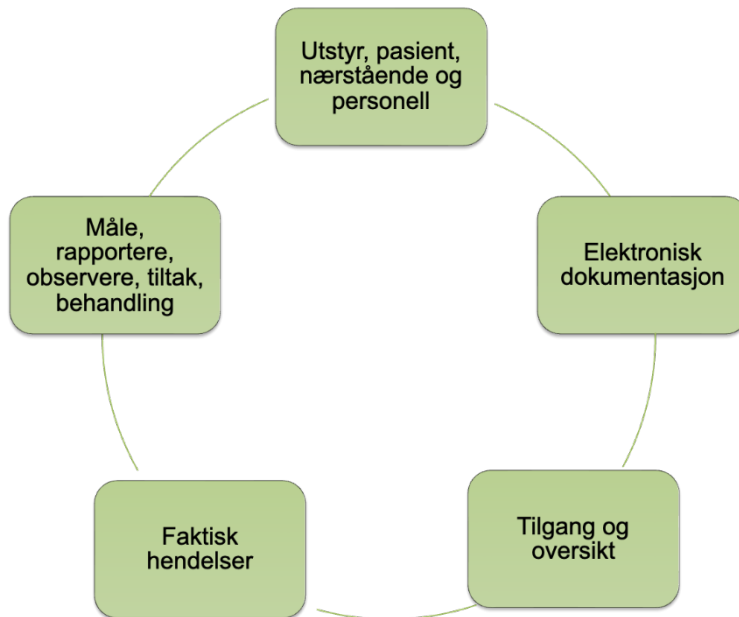 Utstyr, pasient,
nærstående og
personell
Elektronisk
dokumentasjon
Tilgang og
oversikt
Faktisk
hendelser
Måle,
rapportere,
observere, tiltak,
behandling